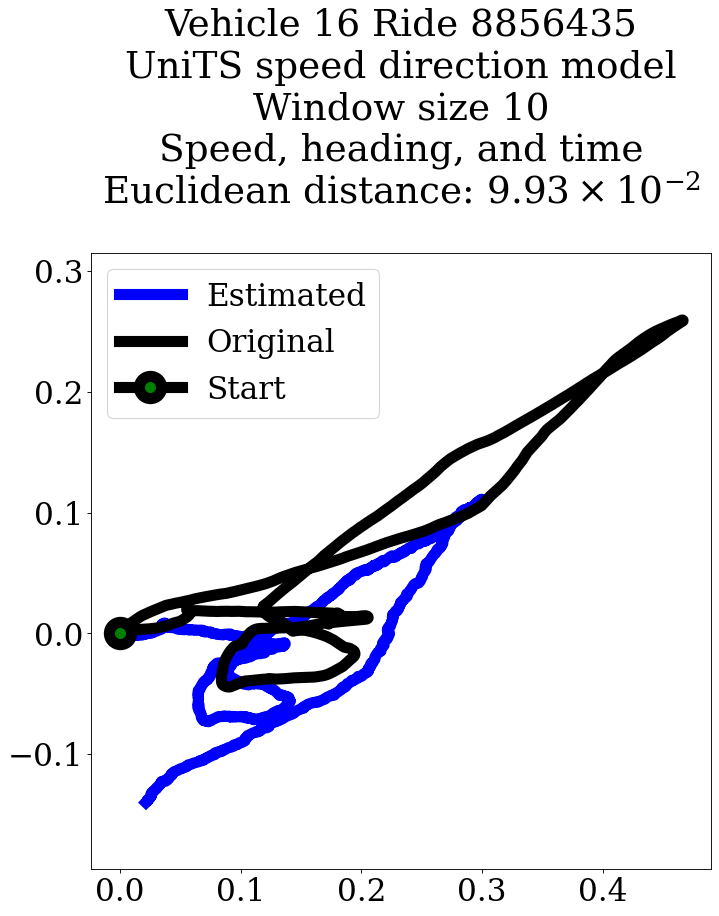 Vehicle 16 Ride 8856435
UniTS speed direction model
Window size 10
Speed, heading, and time
Euclidean distance: 9.93 × 10⁻²
0.3
0.2
0.1
0.0
−0.1
Estimated
Original
Start
0.0 0.1 0.2 0.3 0.4